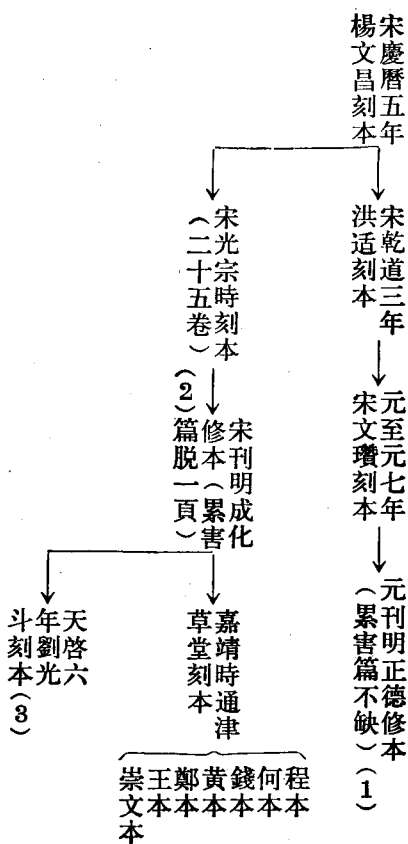 宋慶曆五年
楊文昌刻本
宋乾道三年
洪适刻本
元至元七年
宋文瓚刻本
元刊明正德修本
（累害篇不缺）（1）
宋光宗時刻本
（二十五卷）
宋刊明成化
修本（累害
篇脱一頁）
（2）
嘉靖時通津
草堂刻本
程本
何本
錢本
黄本
鄭本
王本
崇文本
天啓六
年劉光
斗刻本（3）